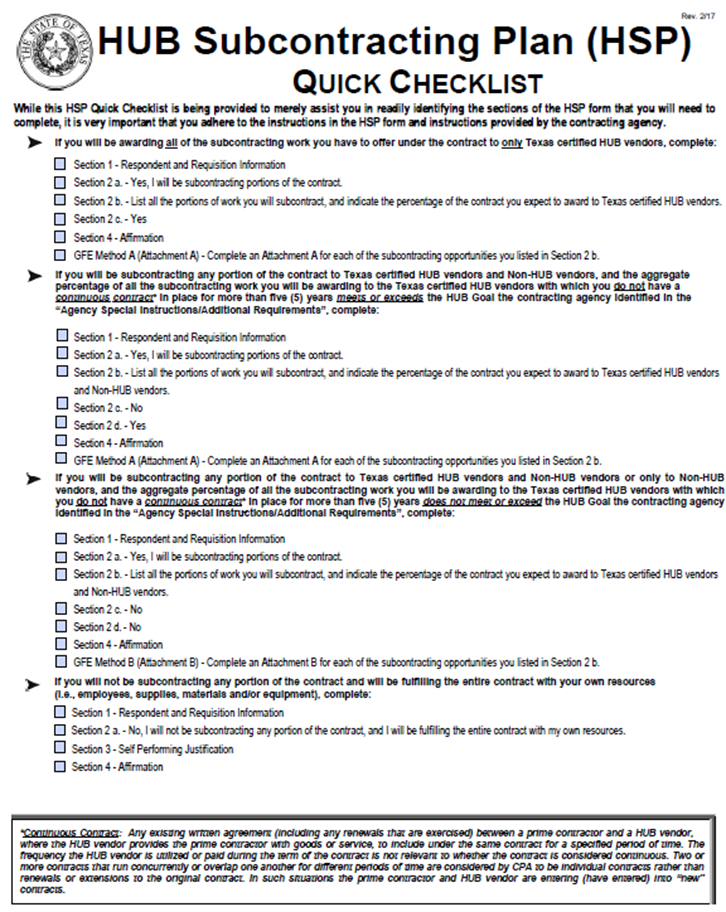 Rev. 2/17
THE STATE OF TEXAS
HUB Subcontracting Plan (HSP)
QUICK CHECKLIST
While this HSP Quick Checklist is being provided to merely assist you in readily identifying the sections of the HSP form that you will need to
complete, it is very important that you adhere to the instructions in the HSP form and instructions provided by the contracting agency.
If you will be awarding all of the subcontracting work you have to offer under the contract to only Texas certified HUB vendors, complete:
Section 1 - Respondent and Requisition Information
Section 2 a. - Yes, I will be subcontracting portions of the contract.
Section 2 b. - List all the portions of work you will subcontract, and indicate the percentage of the contract you expect to award to Texas certified HUB vendors.
Section 2 c. - Yes
Section 4 - Affirmation
GFE Method A (Attachment A) - Complete an Attachment A for each of the subcontracting opportunities you listed in Section 2 b.
If you will be subcontracting any portion of the contract to Texas certified HUB vendors and Non-HUB vendors, and the aggregate
percentage of all the subcontracting work you will be awarding to the Texas certified HUB vendors with which you do not have a
continuous contract* in place for more than five (5) years meets or exceeds the HUB Goal the contracting agency identified in the
“Agency Special Instructions/Additional Requirements”, complete:
Section 1 - Respondent and Requisition Information
Section 2 a. - Yes, I will be subcontracting portions of the contract.
Section 2 b. - List all the portions of work you will subcontract, and indicate the percentage of the contract you expect to award to Texas certified HUB vendors
and Non-HUB vendors.
Section 2 c. - No
Section 2 d. - Yes
Section 4 - Affirmation
GFE Method A (Attachment A) - Complete an Attachment A for each of the subcontracting opportunities you listed in Section 2 b.
If you will be subcontracting any portion of the contract to Texas certified HUB vendors and Non-HUB vendors or only to Non-HUB
vendors, and the aggregate percentage of all the subcontracting work you will be awarding to the Texas certified HUB vendors with which
you do not have a continuous contract* in place for more than five (5) years does not meet or exceed the HUB Goal the contracting agency
identified in the “Agency Special Instructions/Additional Requirements”, complete:
Section 1 - Respondent and Requisition Information
Section 2 a. - Yes, I will be subcontracting portions of the contract.
Section 2 b. - List all the portions of work you will subcontract, and indicate the percentage of the contract you expect to award to Texas certified HUB vendors
and Non-HUB vendors.
Section 2 c. - No
Section 2 d. - No
Section 4 - Affirmation
GFE Method B (Attachment B) - Complete an Attachment B for each of the subcontracting opportunities you listed in Section 2 b.
If you will not be subcontracting any portion of the contract and will be fulfilling the entire contract with your own resources
(i.e., employees, supplies, materials and/or equipment), complete:
Section 1 - Respondent and Requisition Information
Section 2 a. - No, I will not be subcontracting any portion of the contract, and I will be fulfilling the entire contract with my own resources.
Section 3 - Self Performing Justification
Section 4 - Affirmation
*Continuous Contract: Any existing written agreement (including any renewals that are exercised) between a prime contractor and a HUB vendor,
where the HUB vendor provides the prime contractor with goods or service, to include under the same contract for a specified period of time. The
frequency the HUB vendor is utilized or paid during the term of the contract is not relevant to whether the contract is considered continuous. Two or
more contracts that run concurrently or overlap one another for different periods of time are considered by CPA to be individual contracts rather than
renewals or extensions to the original contract. In such situations the prime contractor and HUB vendor are entering (have entered) into “new”
contracts.